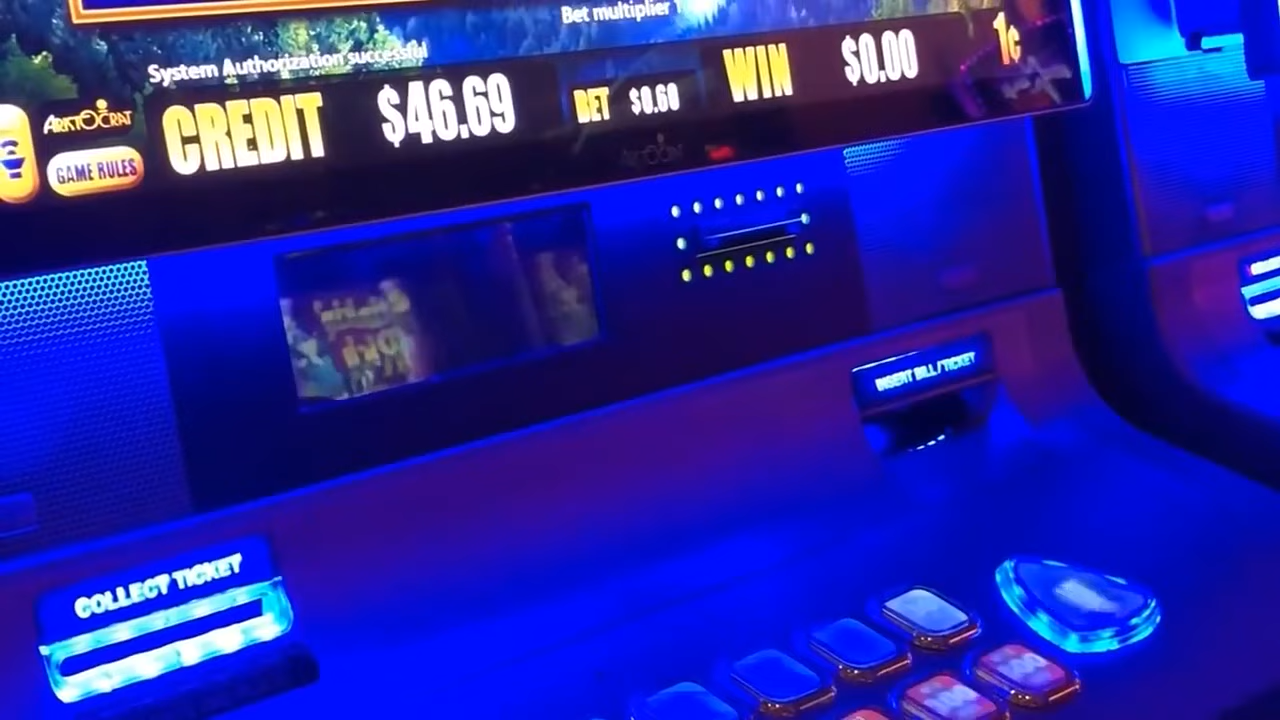 Bet multiplier 1
System Authorization successful
CREDIT $46.69 BET $0.60 WIN $0.00 1¢
ARISTOCRAT
GAME RULES
INSERT BILL/TICKET
COLLECT TICKET